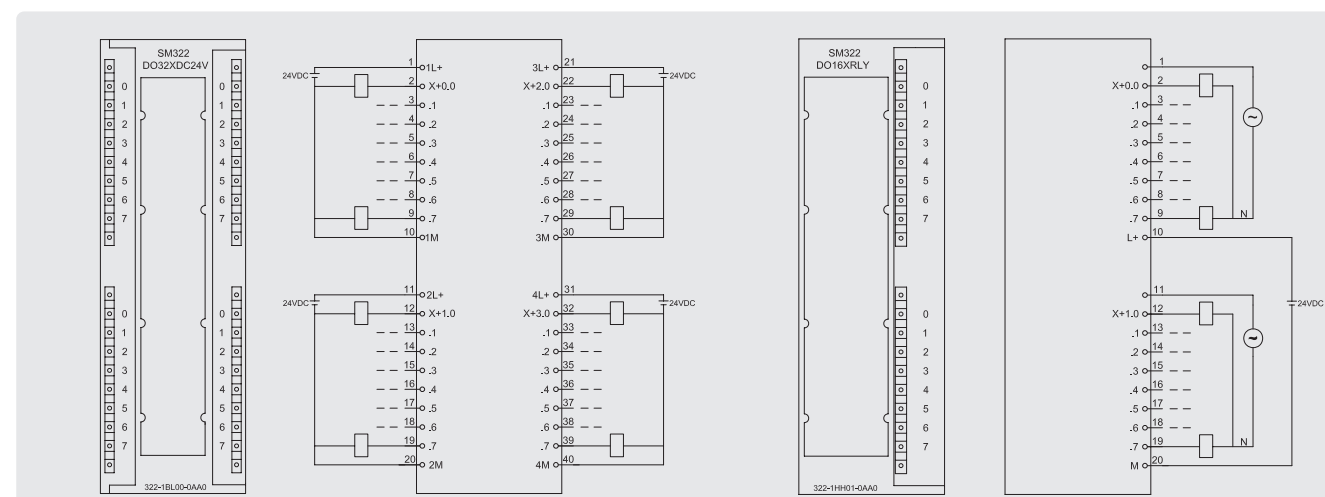 SM322
DO32XDC24V
0 0
1 1
2 2
3 3
4 4
5 5
6 6
7 7
0 0
1 1
2 2
3 3
4 4
5 5
6 6
7 7
322-1BL00-0AA0
24VDC 1 1L+ 3L+ 21 24VDC
2 X+0.0 X+2.0 22
3 .1 .1 23
4 .2 .2 24
5 .3 .3 25
6 .4 .4 26
7 .5 .5 27
8 .6 .6 28
9 .7 .7 29
10 1M 3M 30
24VDC 11 2L+ 4L+ 31 24VDC
12 X+1.0 X+3.0 32
13 .1 .1 33
14 .2 .2 34
15 .3 .3 35
16 .4 .4 36
17 .5 .5 37
18 .6 .6 38
19 .7 .7 39
20 2M 4M 40
SM322
DO16XRLY
0
1
2
3
4
5
6
7
0
1
2
3
4
5
6
7
322-1HH01-0AA0
1
X+0.0 2
.1 3
.2 4
.3 5
.4 6
.5 7
.6 8
.7 9 N
L+ 10
11
24VDC
X+1.0 12
.1 13
.2 14
.3 15
.4 16
.5 17
.6 18
.7 19 N
M 20